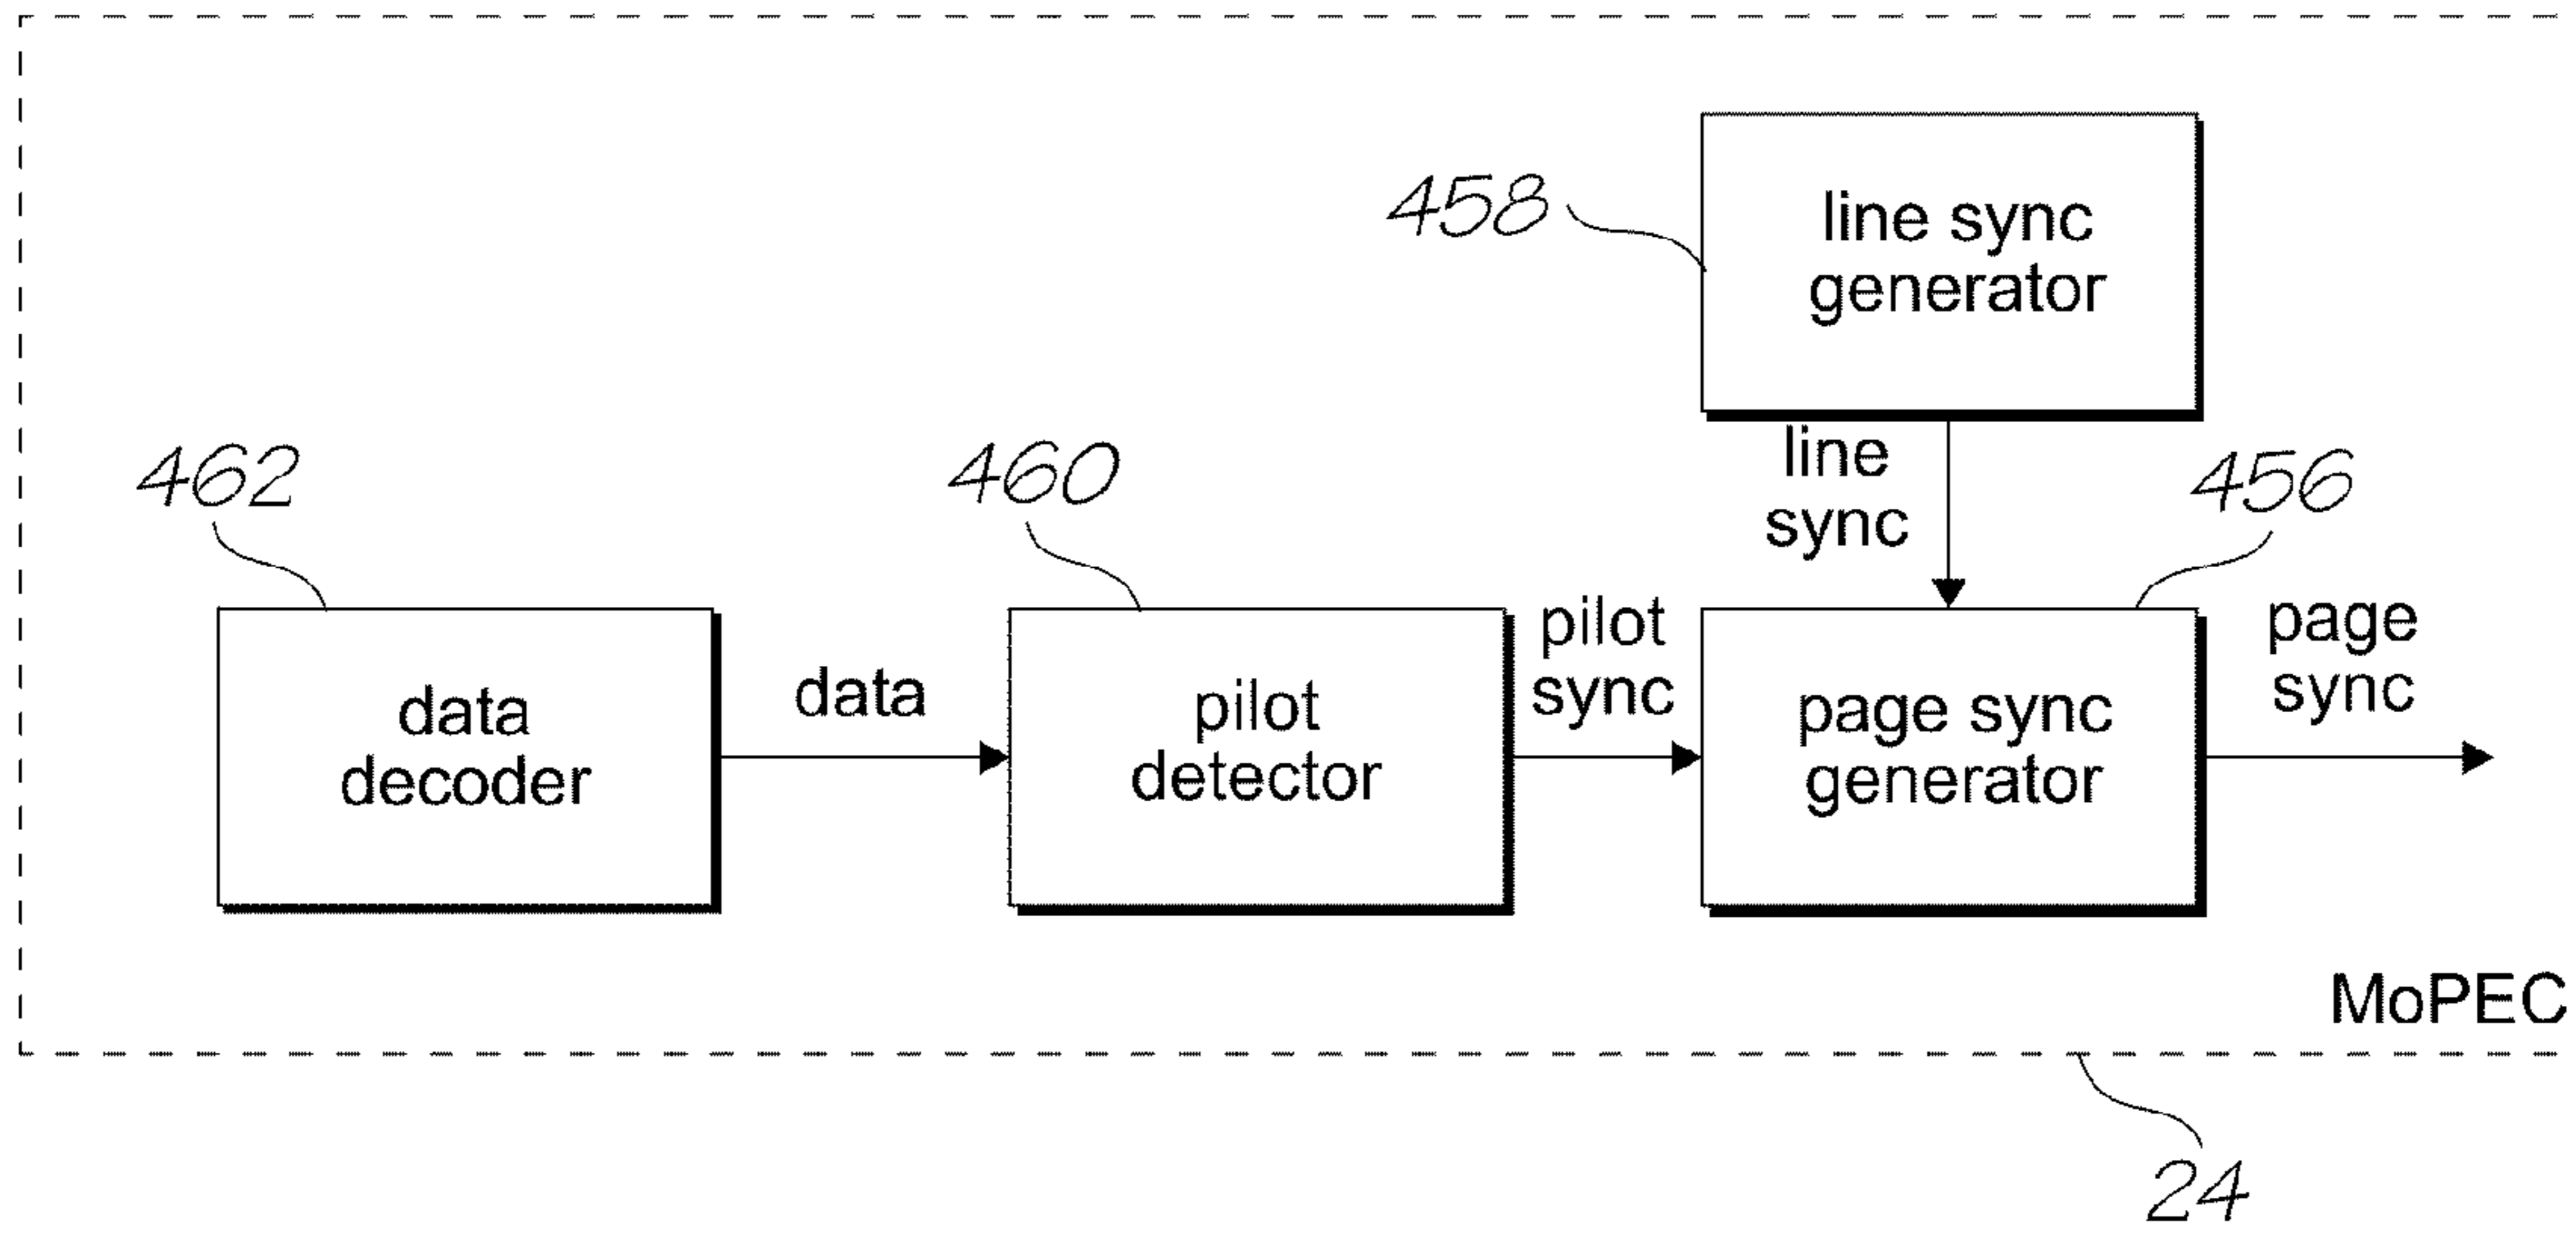 458
line sync
generator
line
sync
462
460
456
data
decoder
data
pilot
detector
pilot
sync
page sync
generator
page
sync
MoPEC
24